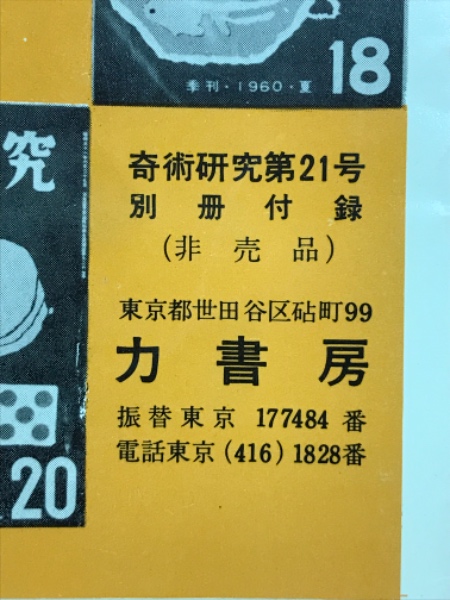 季刊・1960・夏
18
究
奇術研究第21号
別冊付録
(非売品)
東京都世田谷区砧町99
力書房
振替東京 177484 番
電話東京(416)1828番
20